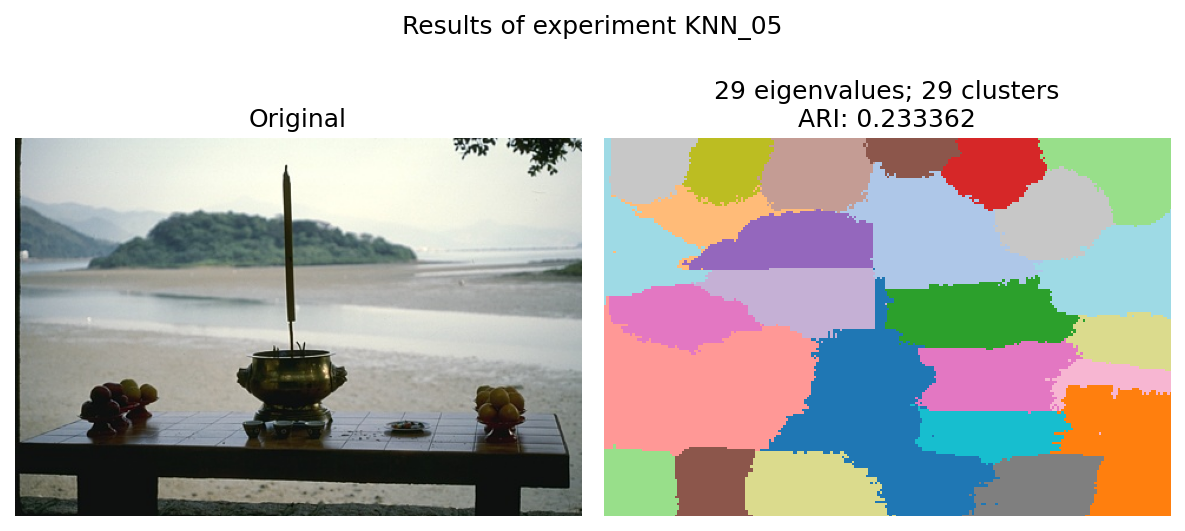 Results of experiment KNN_05
Original
29 eigenvalues; 29 clusters
ARI: 0.233362